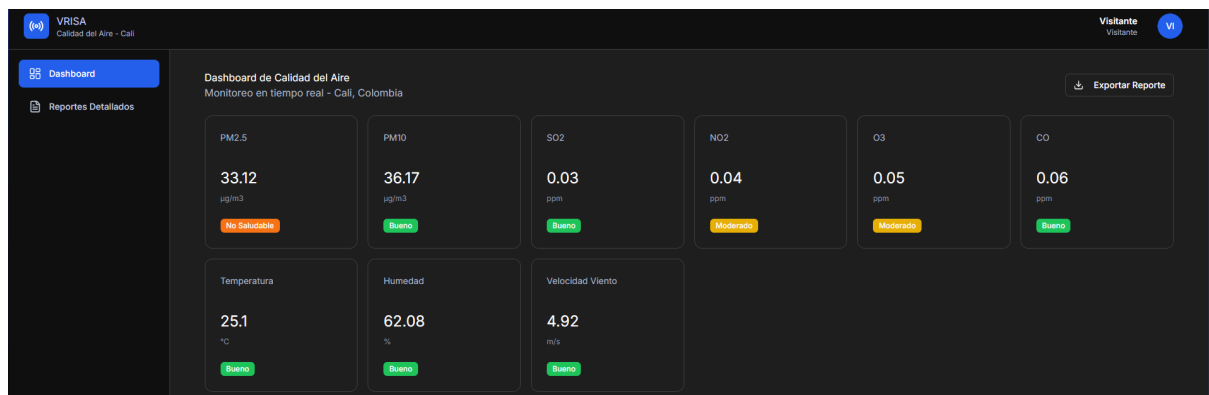 VRISA
Calidad del Aire - Cali
Visitante
Visitante
VI
Dashboard
Reportes Detallados
Dashboard de Calidad del Aire
Monitoreo en tiempo real - Cali, Colombia
Exportar Reporte
PM2.5
33.12
µg/m3
No Saludable
PM10
36.17
µg/m3
Bueno
SO2
0.03
ppm
Bueno
NO2
0.04
ppm
Moderado
O3
0.05
ppm
Moderado
CO
0.06
ppm
Bueno
Temperatura
25.1
°C
Bueno
Humedad
62.08
%
Bueno
Velocidad Viento
4.92
m/s
Bueno